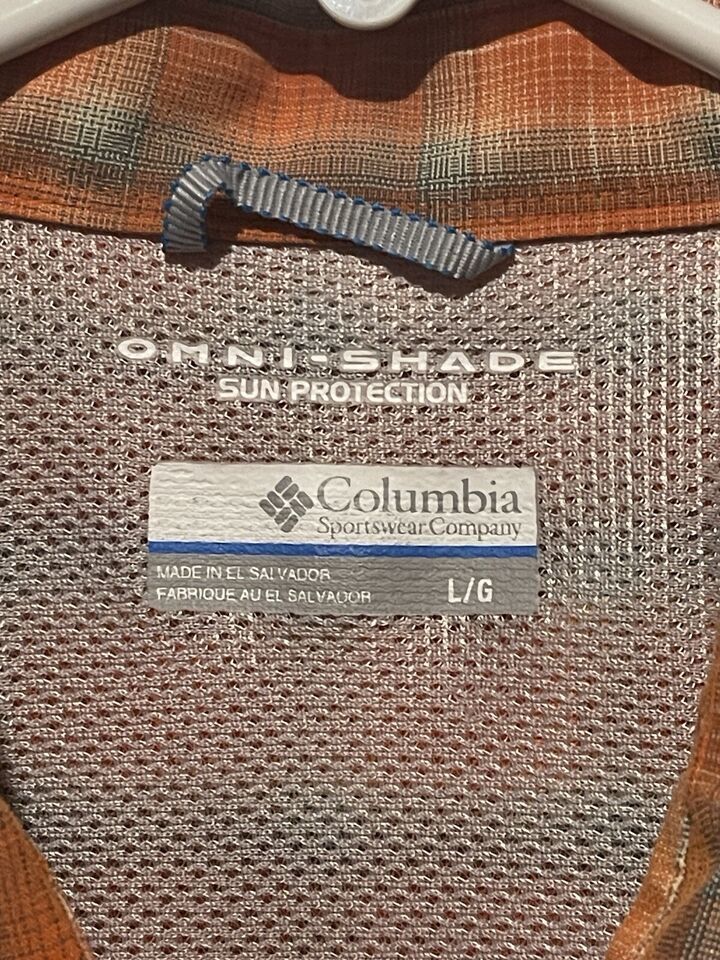 OMNI-SHADE
SUN PROTECTION
Columbia
Sportswear Company
MADE IN EL SALVADOR
FABRIQUE AU EL SALVADOR
L/G